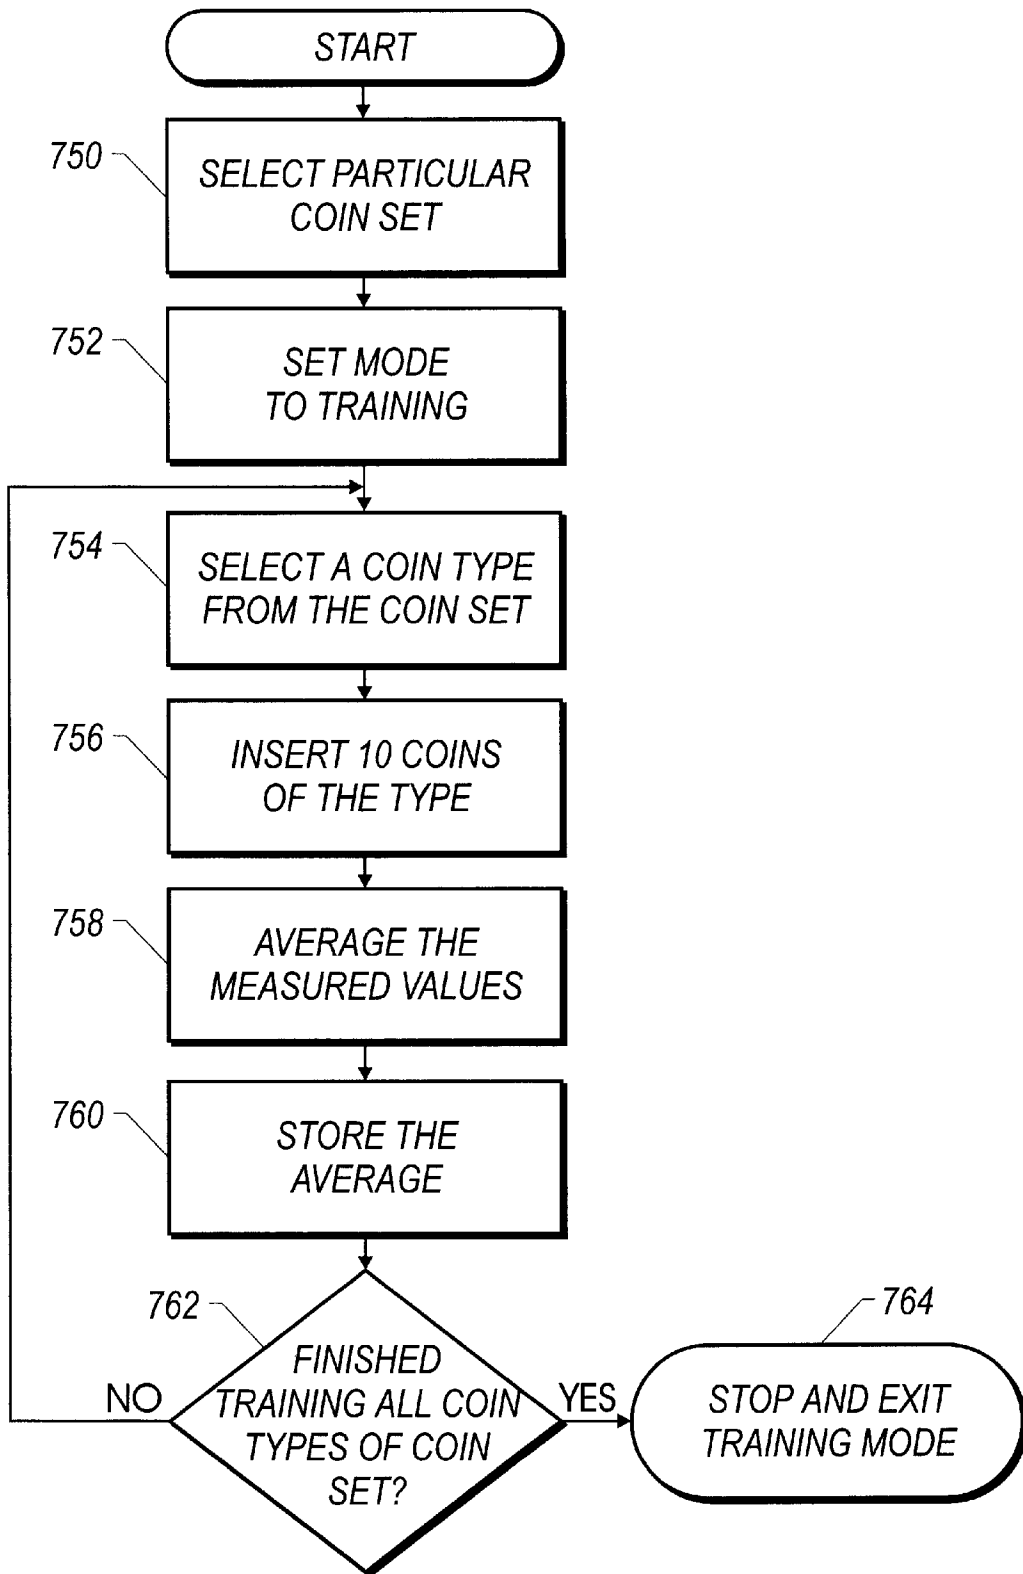 START
750
SELECT PARTICULAR
COIN SET
752
SET MODE
TO TRAINING
754
SELECT A COIN TYPE
FROM THE COIN SET
756
INSERT 10 COINS
OF THE TYPE
758
AVERAGE THE
MEASURED VALUES
760
STORE THE
AVERAGE
762
FINISHED
TRAINING ALL COIN
TYPES OF COIN
SET?
NO
YES
764
STOP AND EXIT
TRAINING MODE